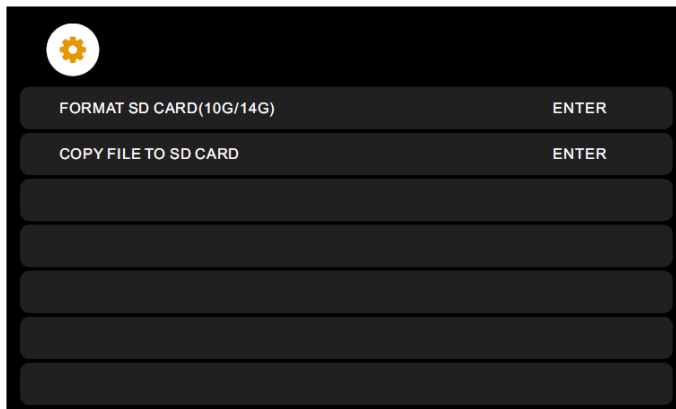 FORMAT SD CARD(10G/14G) ENTER
COPY FILE TO SD CARD ENTER